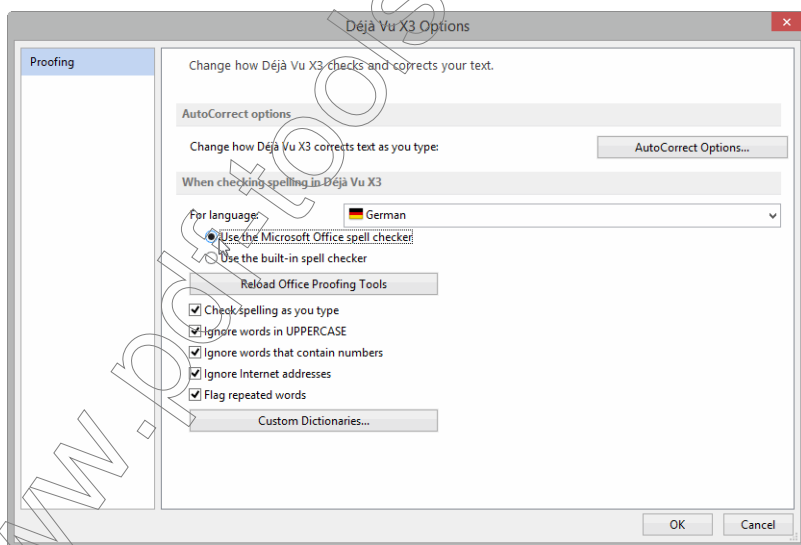 Déjà Vu X3 Options
Proofing
Change how Déjà Vu X3 checks and corrects your text.
AutoCorrect options
Change how Déjà Vu X3 corrects text as you type:
AutoCorrect Options...
When checking spelling in Déjà Vu X3
For language:
German
Use the Microsoft Office spell checker
Use the built-in spell checker
Reload Office Proofing Tools
Check spelling as you type
Ignore words in UPPERCASE
Ignore words that contain numbers
Ignore Internet addresses
Flag repeated words
Custom Dictionaries...
OK
Cancel